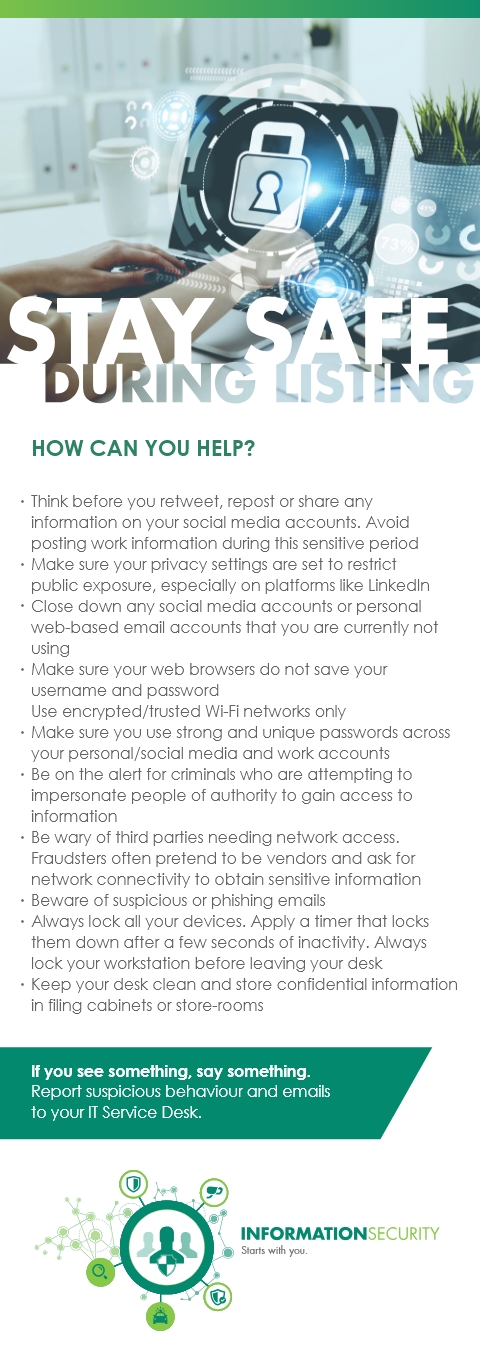 73%
41%
STAY SAFE
DURING LISTING
HOW CAN YOU HELP?
· Think before you retweet, repost or share any
information on your social media accounts. Avoid
posting work information during this sensitive period
· Make sure your privacy settings are set to restrict
public exposure, especially on platforms like LinkedIn
· Close down any social media accounts or personal
web-based email accounts that you are currently not
using
· Make sure your web browsers do not save your
username and password
Use encrypted/trusted Wi-Fi networks only
· Make sure you use strong and unique passwords across
your personal/social media and work accounts
· Be on the alert for criminals who are attempting to
impersonate people of authority to gain access to
information
· Be wary of third parties needing network access.
Fraudsters often pretend to be vendors and ask for
network connectivity to obtain sensitive information
· Beware of suspicious or phishing emails
· Always lock all your devices. Apply a timer that locks
them down after a few seconds of inactivity. Always
lock your workstation before leaving your desk
· Keep your desk clean and store confidential information
in filing cabinets or store-rooms
If you see something, say something.
Report suspicious behaviour and emails
to your IT Service Desk.
INFORMATIONSECURITY
Starts with you.